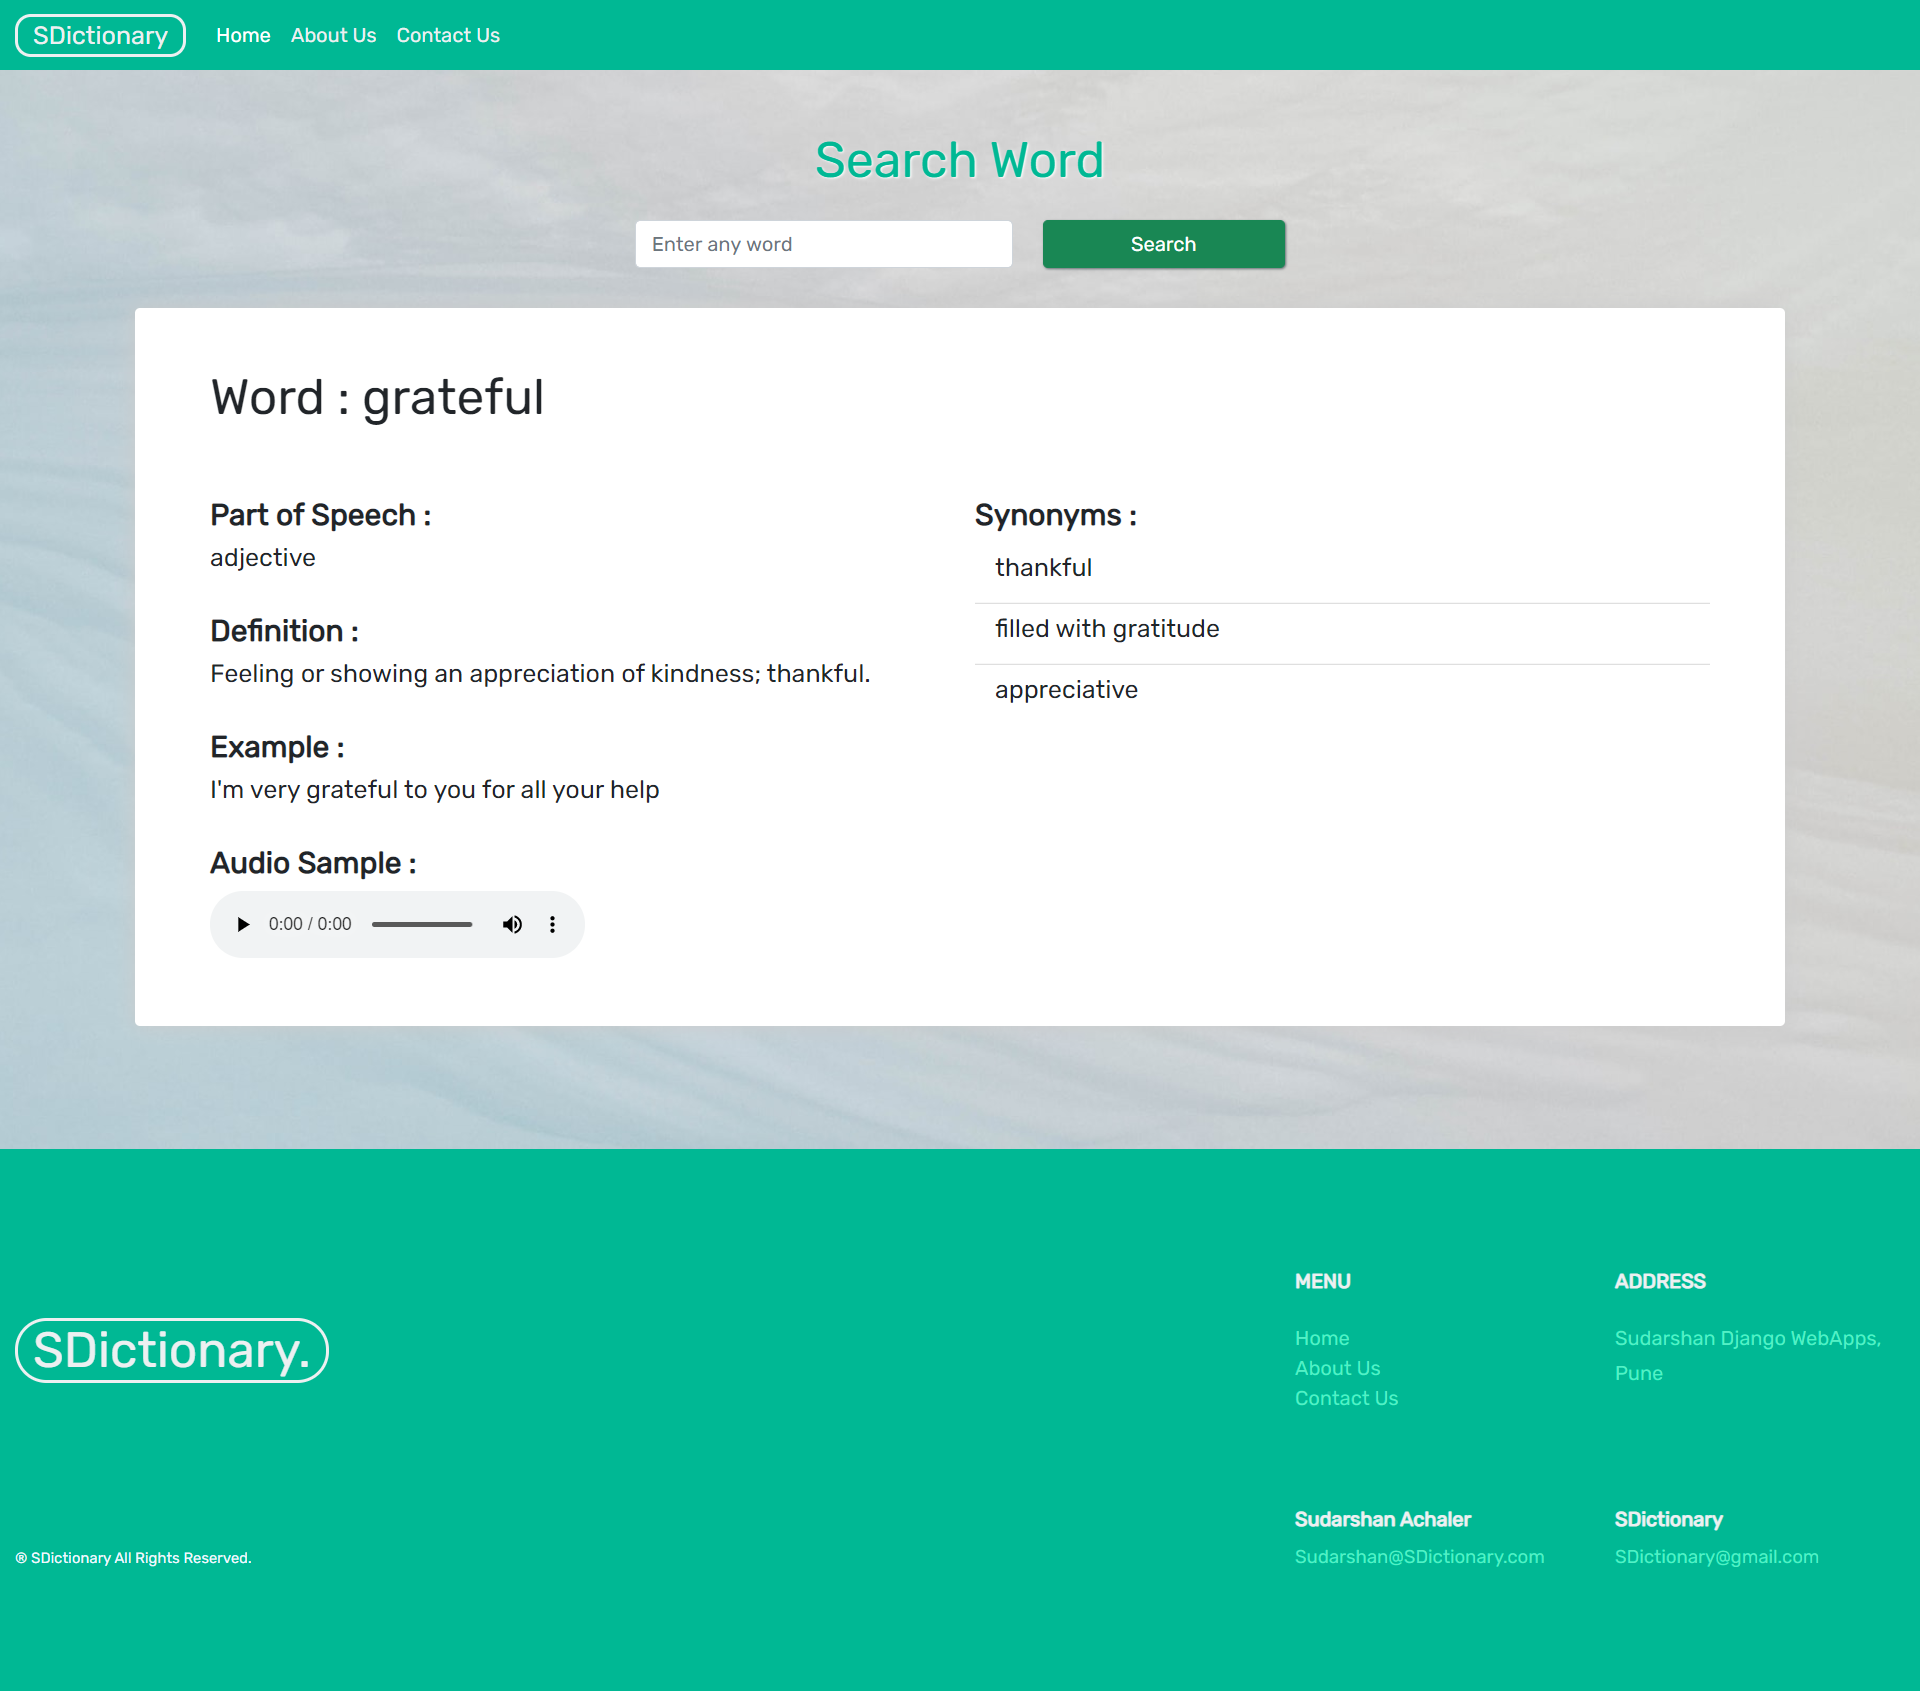 SDictionary Home About Us Contact Us
Search Word
Enter any word Search
Word : grateful
Part of Speech :
adjective
Definition :
Feeling or showing an appreciation of kindness; thankful.
Example :
I'm very grateful to you for all your help
Audio Sample :
0:00 / 0:00
Synonyms :
thankful
filled with gratitude
appreciative
SDictionary.
MENU
Home
About Us
Contact Us
ADDRESS
Sudarshan Django WebApps,
Pune
® SDictionary All Rights Reserved.
Sudarshan Achaler
Sudarshan@SDictionary.com
SDictionary
SDictionary@gmail.com